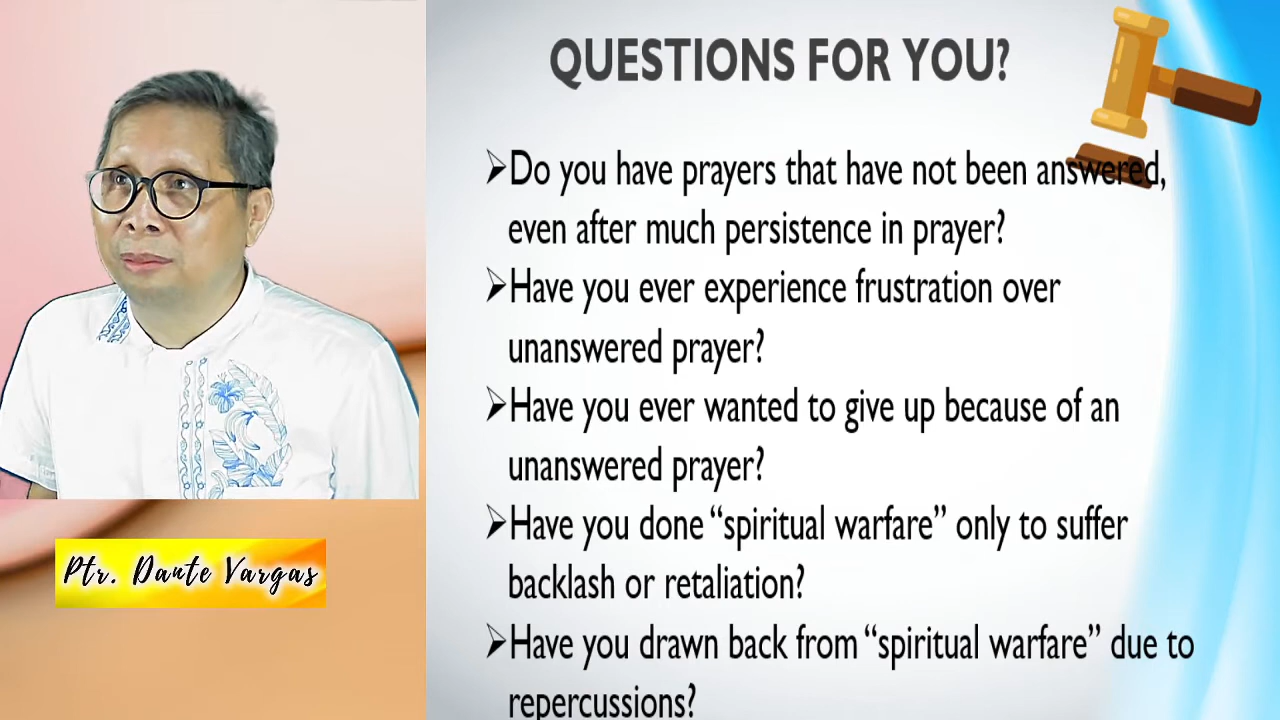 QUESTIONS FOR YOU?
➢Do you have prayers that have not been answered,
even after much persistence in prayer?
➢Have you ever experience frustration over
unanswered prayer?
➢Have you ever wanted to give up because of an
unanswered prayer?
➢Have you done “spiritual warfare” only to suffer
backlash or retaliation?
➢Have you drawn back from “spiritual warfare” due to
repercussions?
Ptr. Dante Vargas